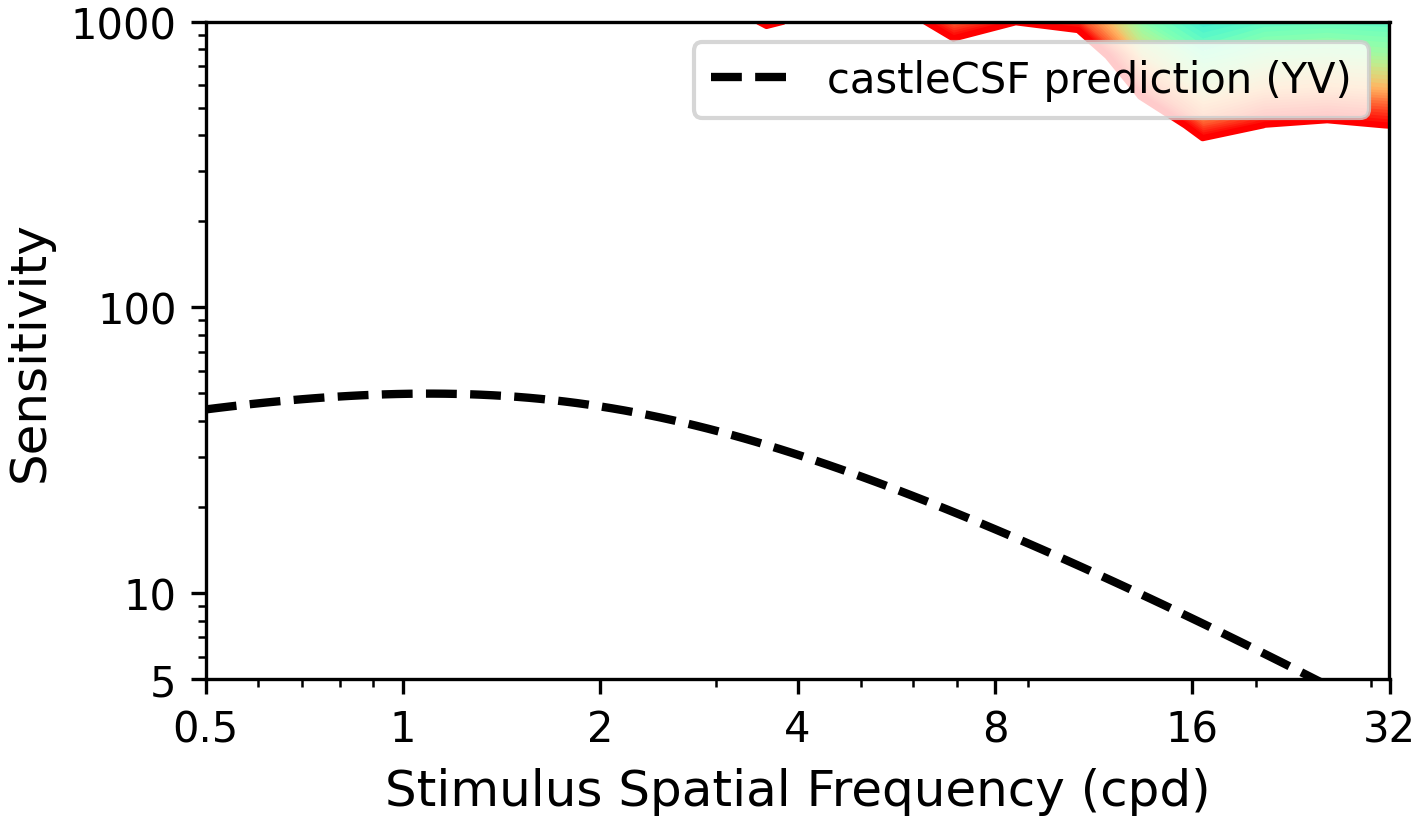 1000
100
10
5
Sensitivity
castleCSF prediction (YV)
0.5 1 2 4 8 16 32
Stimulus Spatial Frequency (cpd)